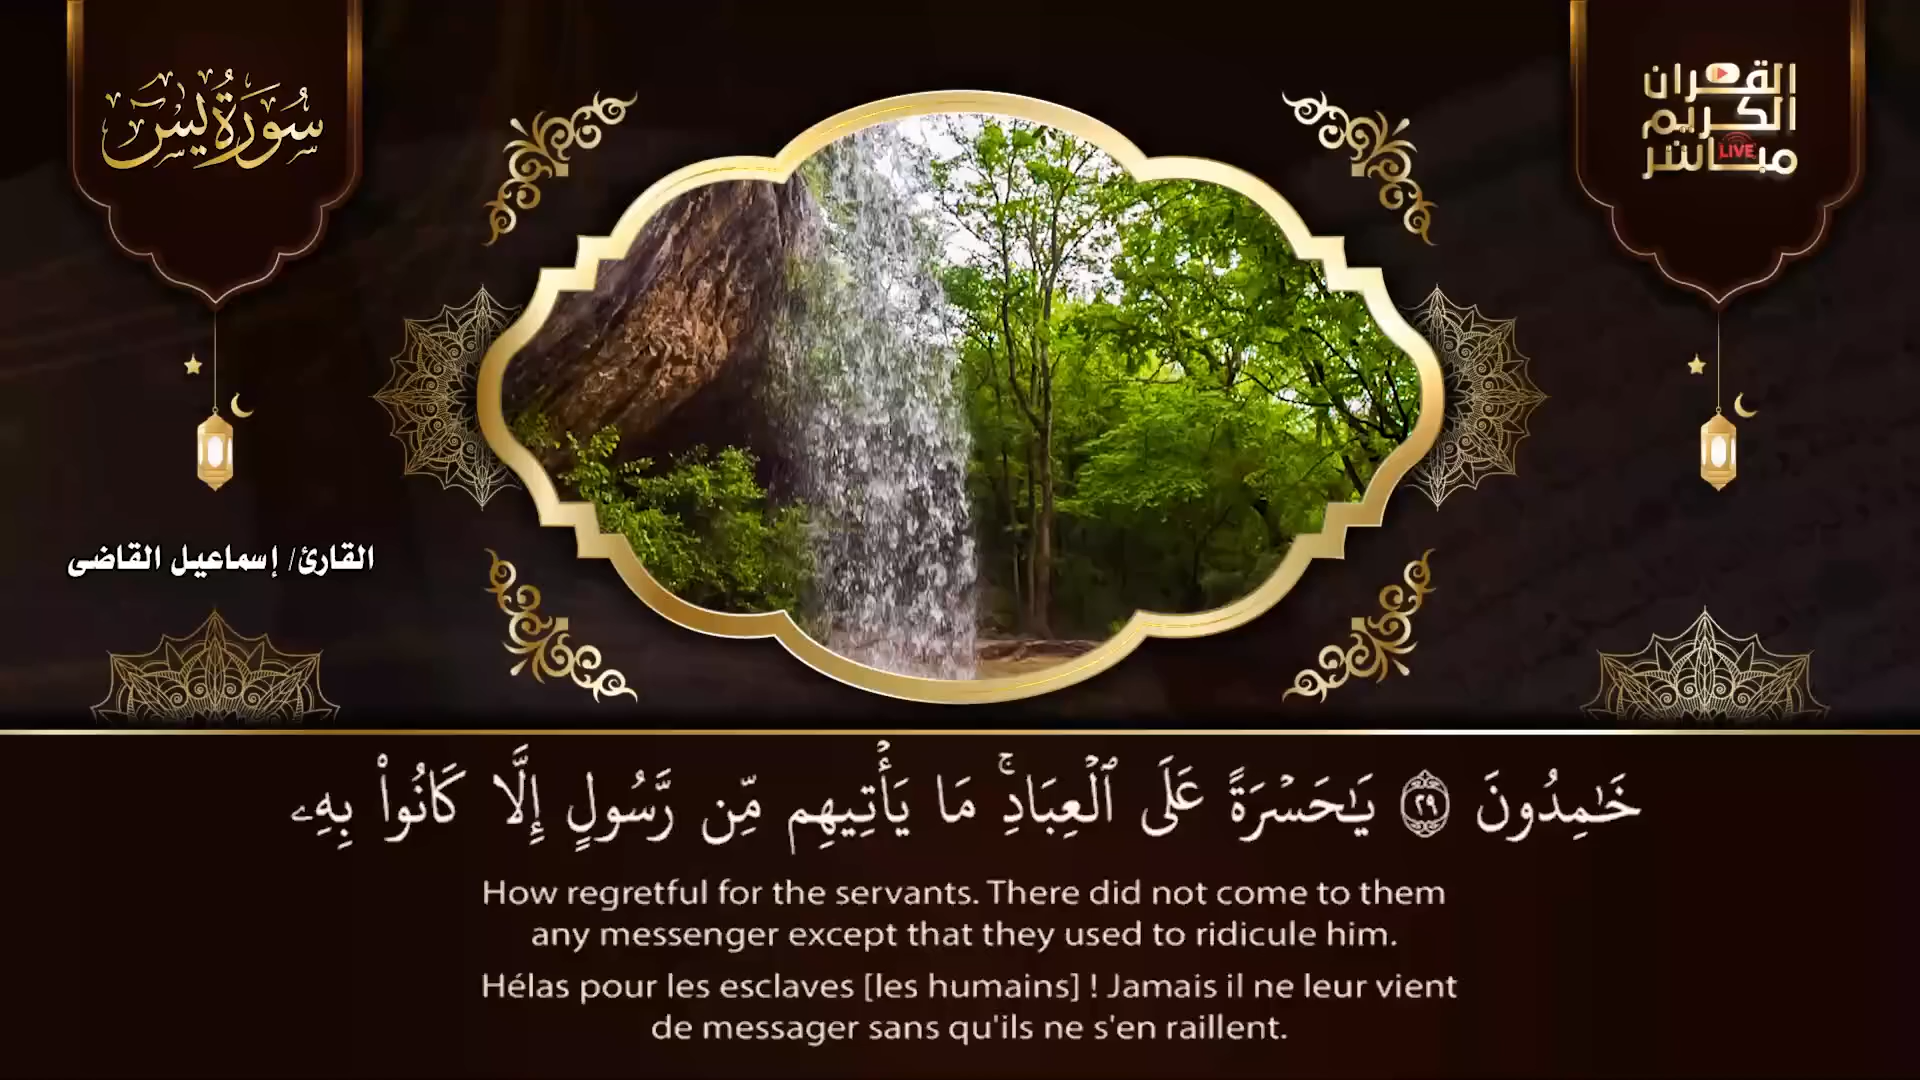 سُورَةُ يسٓ
القرآن
الكريم
مباشر
LIVE
القارئ/ إسماعيل القاضى
خَٰمِدُونَ ٢٩ يَٰحَسْرَةً عَلَى ٱلْعِبَادِۚ مَا يَأْتِيهِم مِّن رَّسُولٍ إِلَّا كَانُوا۟ بِهِۦ
How regretful for the servants. There did not come to them
any messenger except that they used to ridicule him.
Hélas pour les esclaves [les humains] ! Jamais il ne leur vient
de messager sans qu'ils ne s'en raillent.